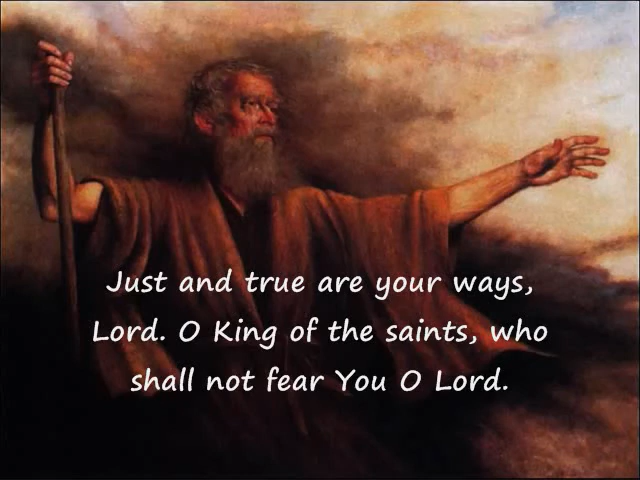 Just and true are your ways,
Lord. O King of the saints, who
shall not fear You O Lord.